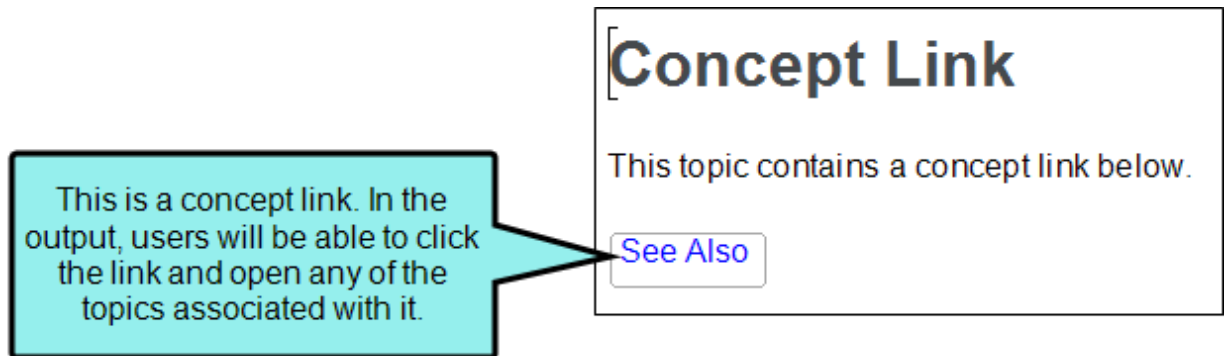 Concept Link
This topic contains a concept link below.
See Also
This is a concept link. In the
output, users will be able to click
the link and open any of the
topics associated with it.